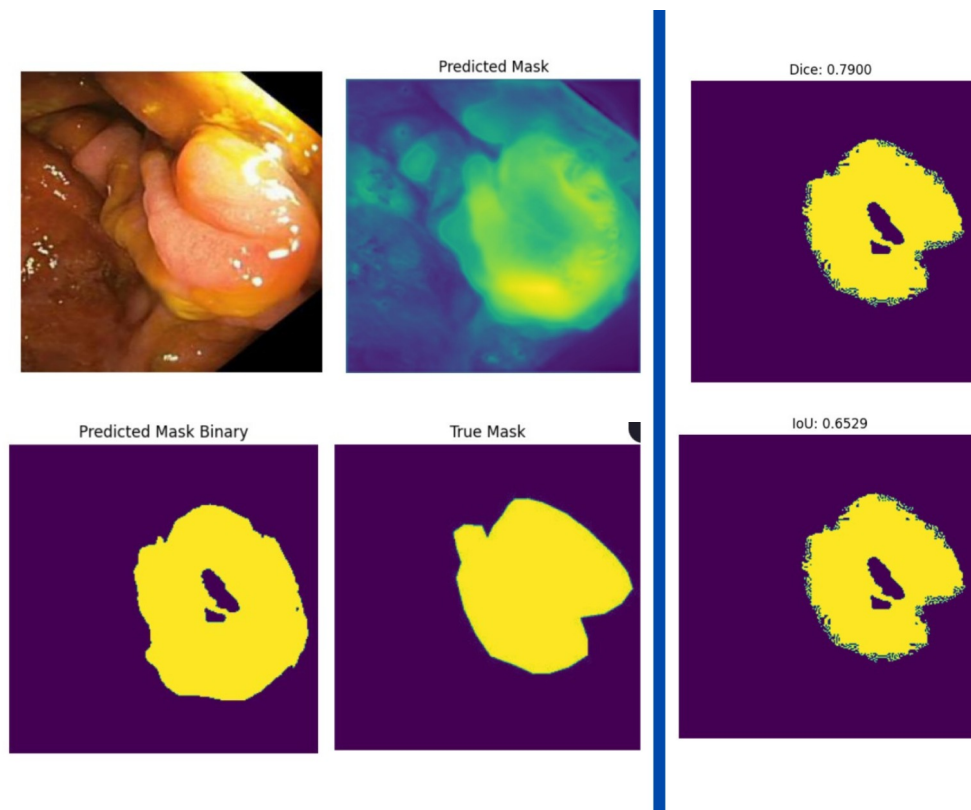 Predicted Mask
Dice: 0.7900
Predicted Mask Binary
True Mask
IoU: 0.6529